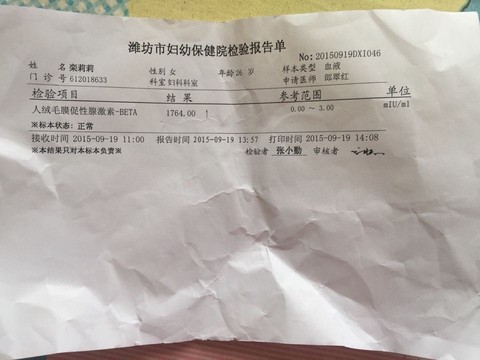 潍坊市妇幼保健院检验报告单
No:20150919DXI046
姓 名 栾莉莉 性别 女 年龄26 岁 样本类型 血液
门 诊 号 612018633 科室 妇科科室 申请医师 邵翠红
检验项目 结 果 参考范围 单位
人绒毛膜促性腺激素-BETA 1764.00 ↑ 0.00 ~ 3.00 mIU/ml
※标本状态: 正常
接收时间 2015-09-19 11:00 报告时间 2015-09-19 13:57 打印时间 2015-09-19 14:08
※本结果只对本标本负责※ 检验者 张小勤 审核者